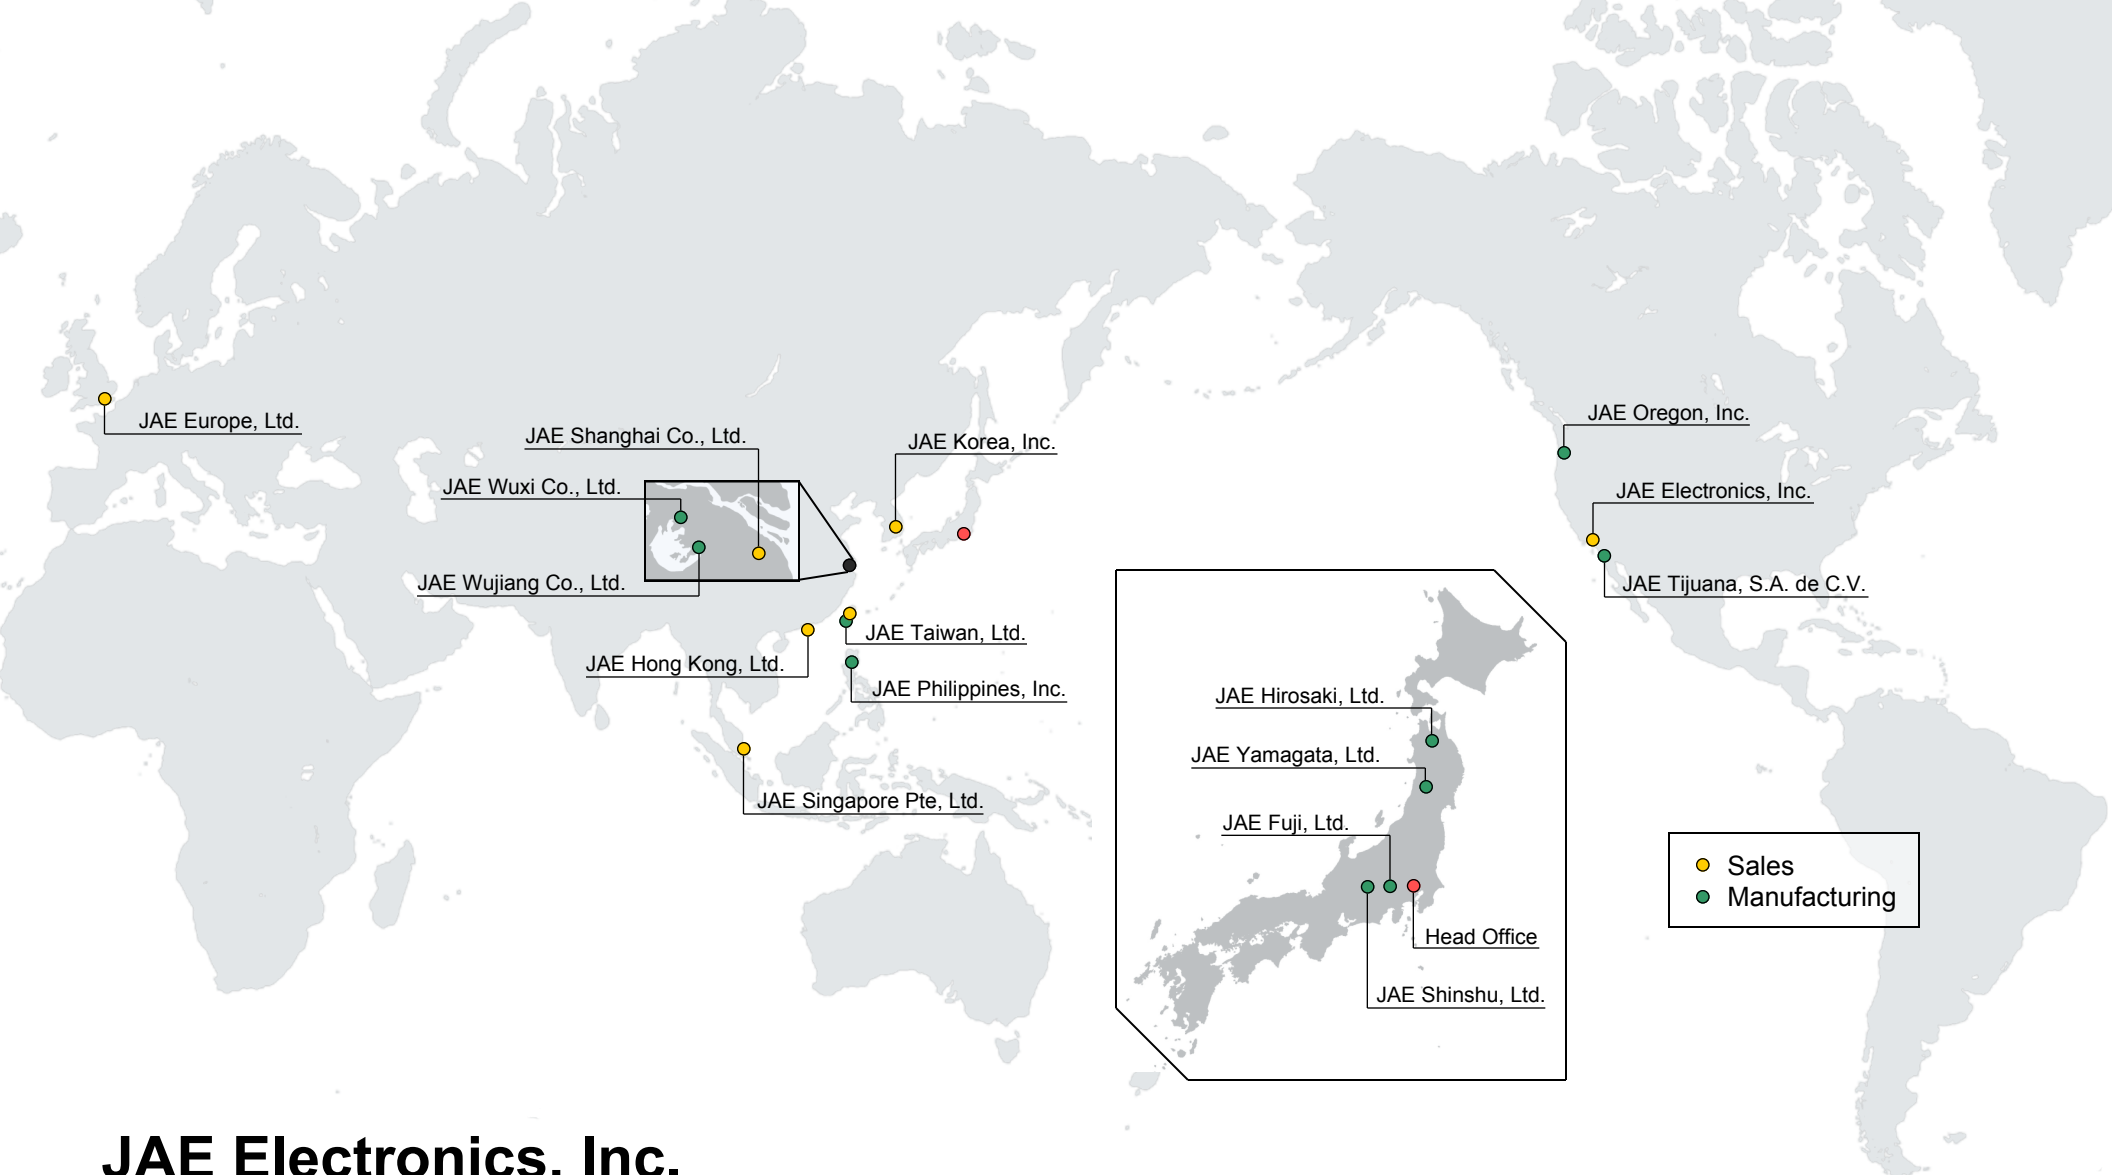 JAE Oregon, Inc.
JAE Europe, Ltd.
JAE Shanghai Co., Ltd.
JAE Korea, Inc.
JAE Wuxi Co., Ltd.
JAE Electronics, Inc.
JAE Wujiang Co., Ltd.
JAE Tijuana, S.A. de C.V.
JAE Taiwan, Ltd.
JAE Hong Kong, Ltd.
JAE Philippines, Inc.
JAE Hirosaki, Ltd.
JAE Yamagata, Ltd.
JAE Singapore Pte, Ltd.
JAE Fuji, Ltd.
Sales
Manufacturing
Head Office
JAE Shinshu, Ltd.
JAE Electronics, Inc.